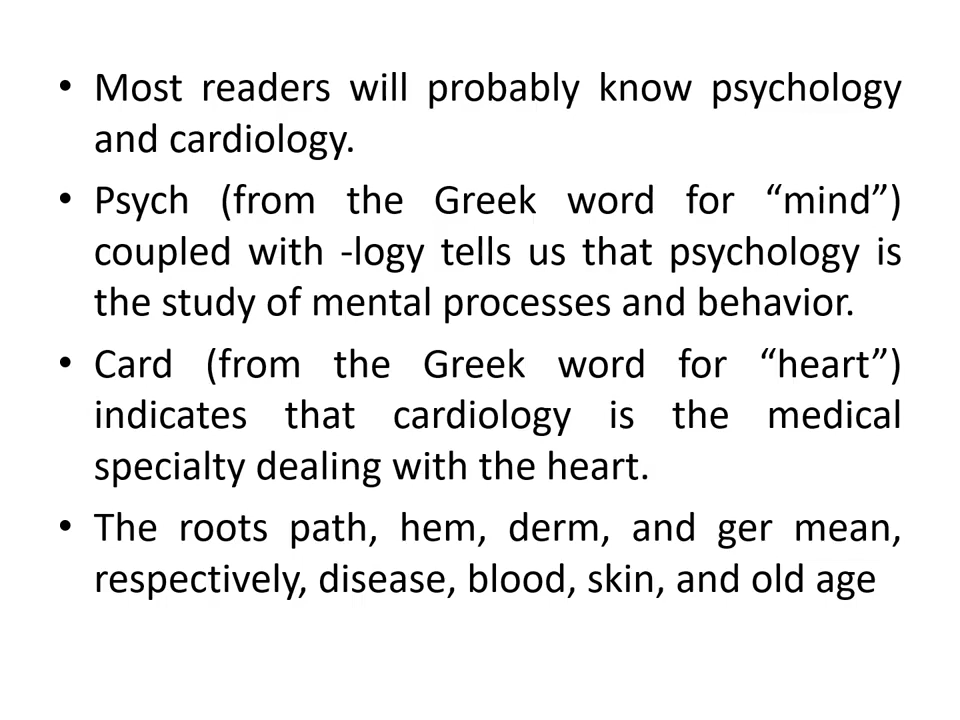 • Most readers will probably know psychology
and cardiology.
• Psych (from the Greek word for “mind”)
coupled with -logy tells us that psychology is
the study of mental processes and behavior.
• Card (from the Greek word for “heart”)
indicates that cardiology is the medical
specialty dealing with the heart.
• The roots path, hem, derm, and ger mean,
respectively, disease, blood, skin, and old age